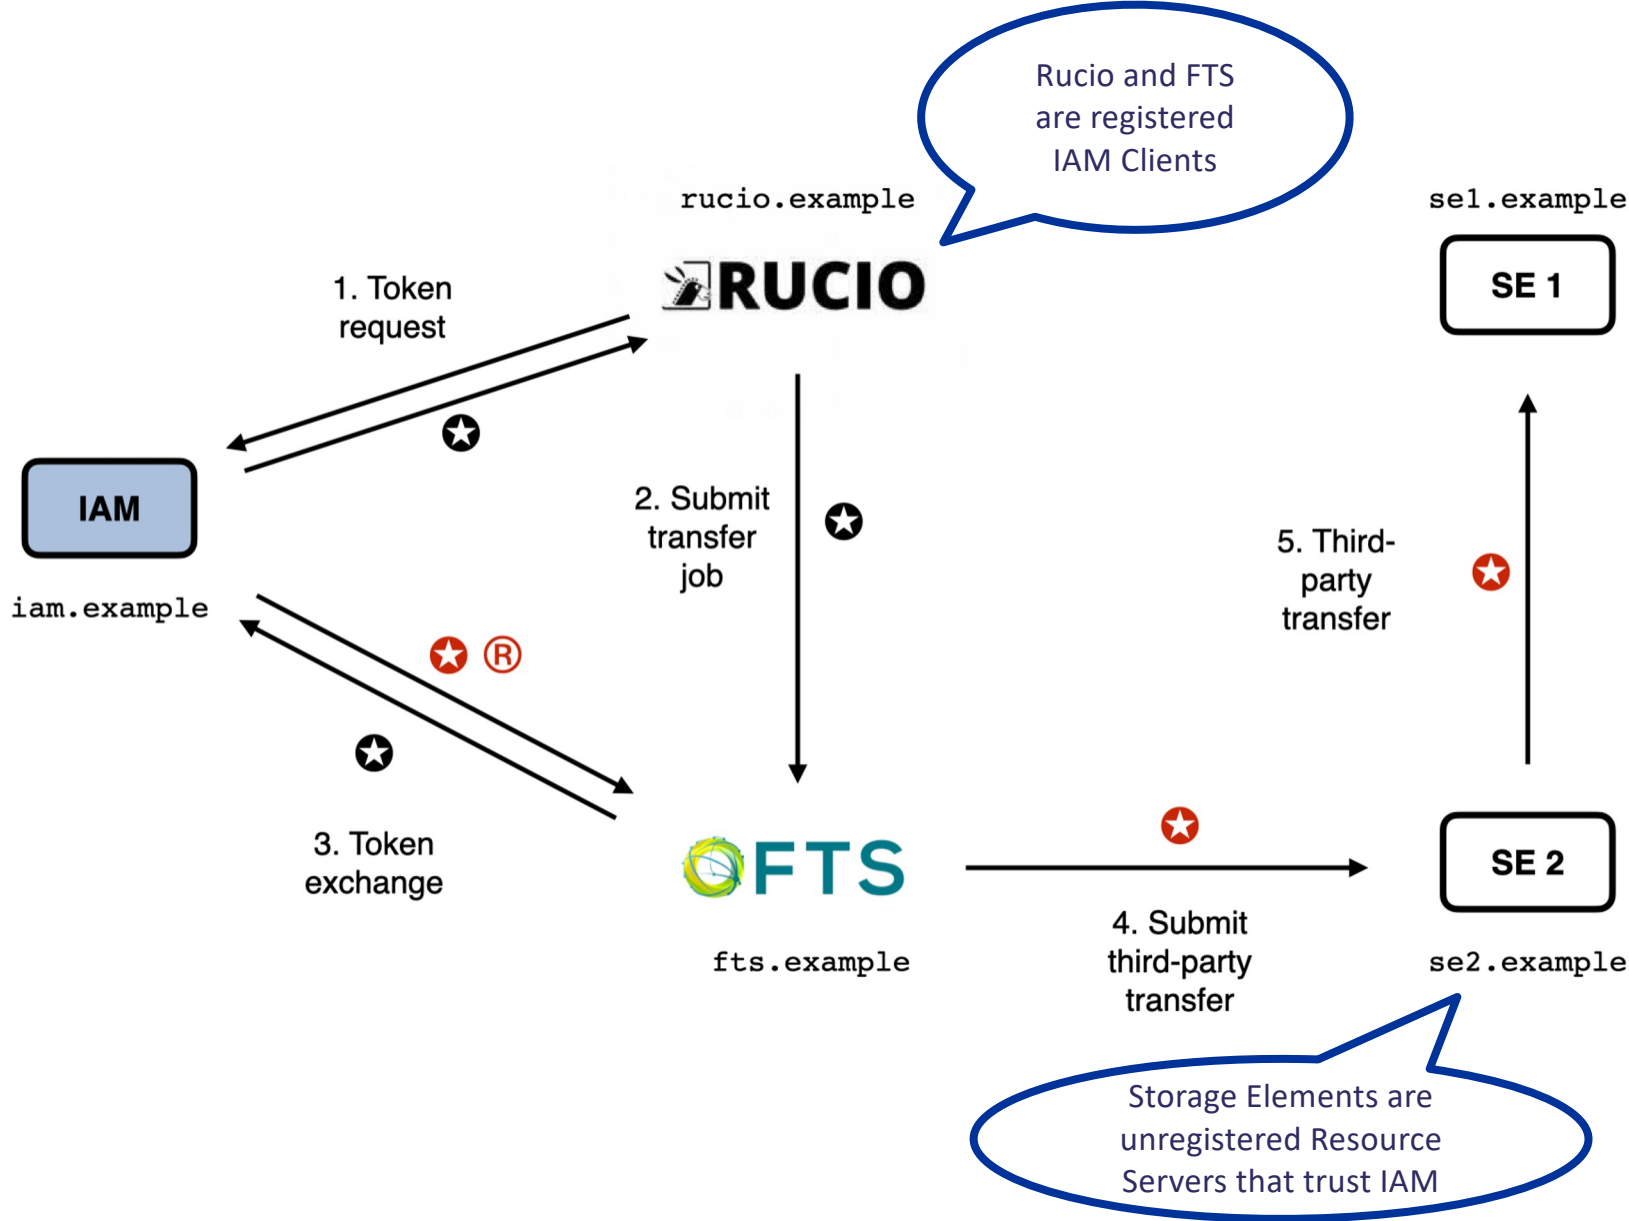 Rucio and FTS
are registered
IAM Clients
rucio.example
se1.example
RUCIO
SE 1
1. Token
request
IAM
iam.example
2. Submit
transfer
job
5. Third-
party
transfer
®
3. Token
exchange
FTS
fts.example
4. Submit
third-party
transfer
SE 2
se2.example
Storage Elements are
unregistered Resource
Servers that trust IAM